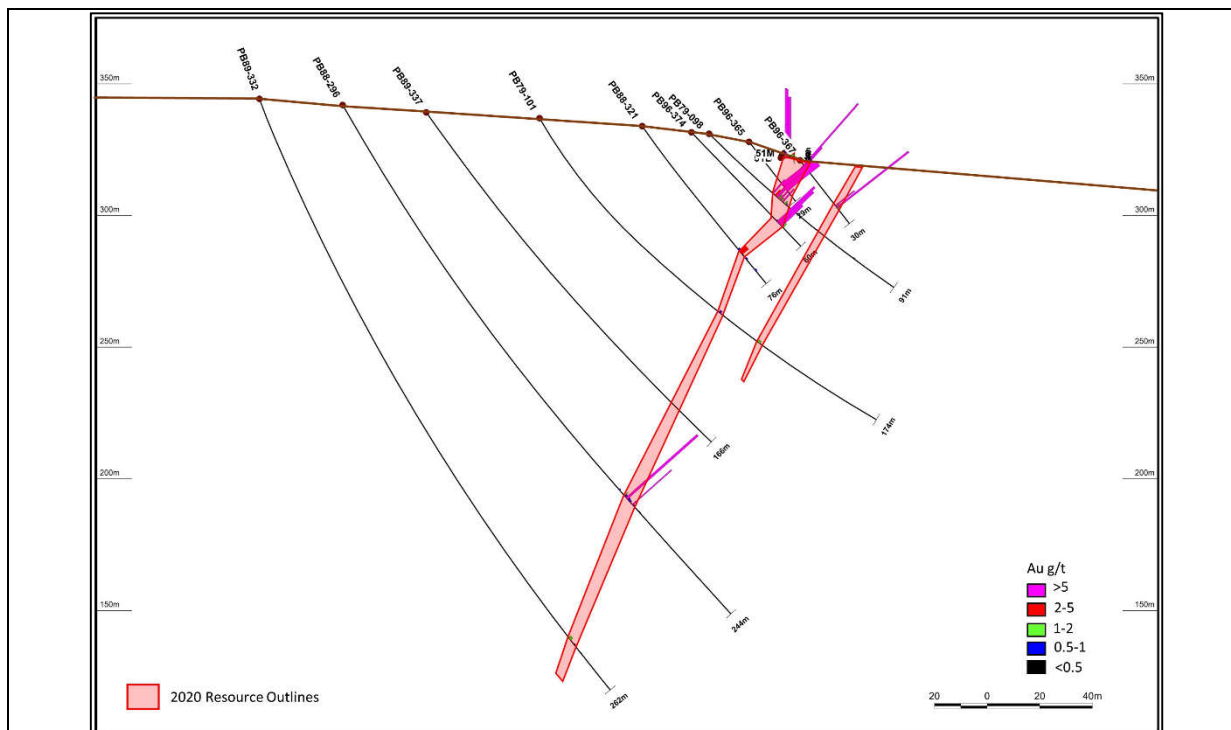 PB89-332
PB88-296
PB89-337
PB79-101
PB88-321
PB96-374
PB79-098
PB96-365
PB96-367
350m
350m
51M
300m
300m
29m
30m
60m
76m
91m
250m
250m
174m
166m
200m
200m
150m
150m
244m
262m
Au g/t
>5
2-5
1-2
0.5-1
<0.5
2020 Resource Outlines
20 0 20 40m